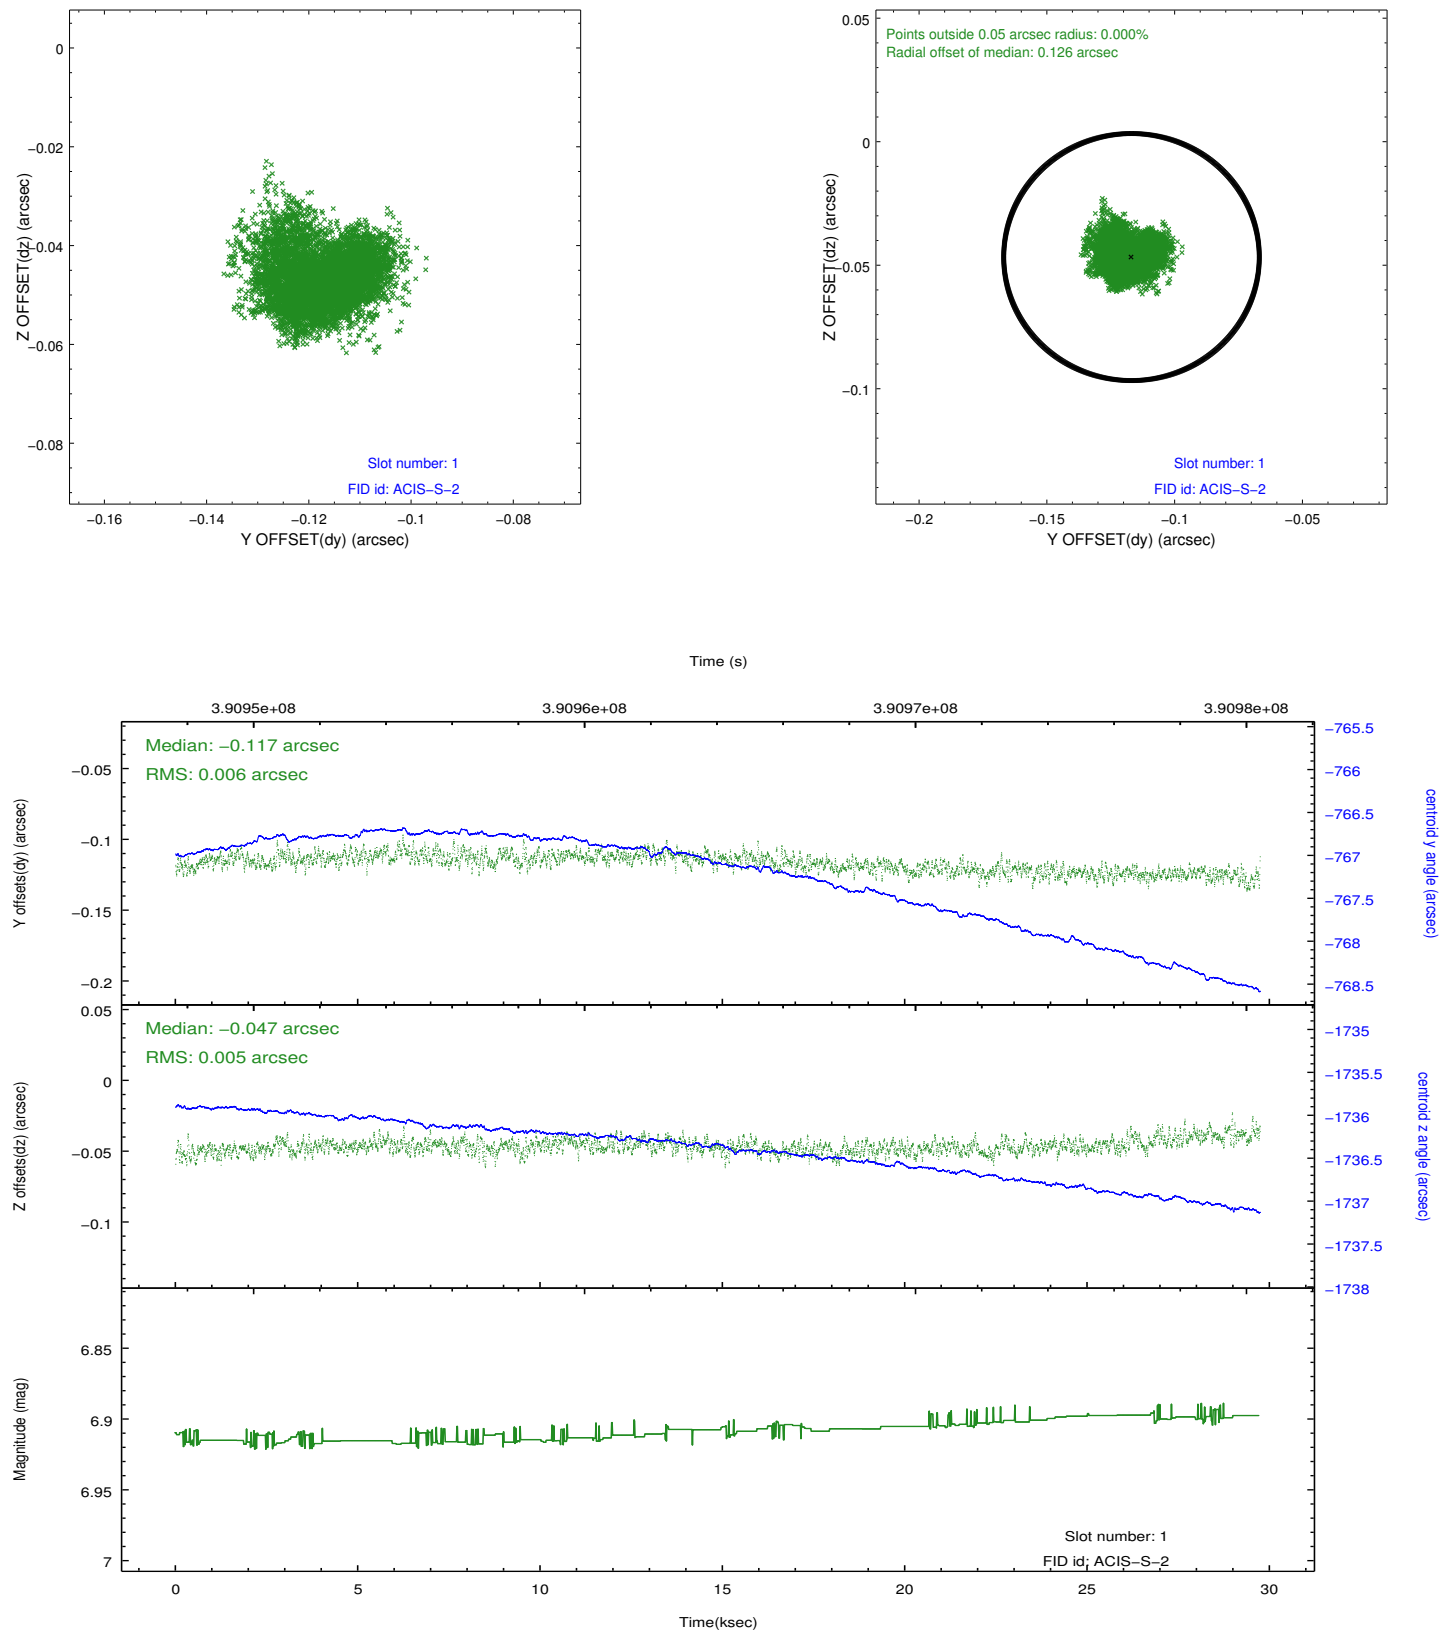 0
−0.02
−0.04
−0.06
−0.08
Z OFFSET(dz) (arcsec)
Slot number: 1
FID id: ACIS−S−2
−0.16
−0.14
−0.12
−0.1
−0.08
Y OFFSET(dy) (arcsec)
Points outside 0.05 arcsec radius: 0.000%
Radial offset of median: 0.126 arcsec
0.05
0
−0.05
−0.1
Z OFFSET(dz) (arcsec)
Slot number: 1
FID id: ACIS−S−2
−0.2
−0.15
−0.1
−0.05
Y OFFSET(dy) (arcsec)
Time (s)
3.9095e+08
3.9096e+08
3.9097e+08
3.9098e+08
Median: −0.117 arcsec
RMS: 0.006 arcsec
−0.05
−0.1
−0.15
−0.2
Y offsets(dy) (arcsec)
−765.5
−766
−766.5
−767
−767.5
−768
−768.5
centroid y angle (arcsec)
Median: −0.047 arcsec
RMS: 0.005 arcsec
0.05
0
−0.05
−0.1
Z offsets(dz) (arcsec)
−1735
−1735.5
−1736
−1736.5
−1737
−1737.5
−1738
centroid z angle (arcsec)
6.85
6.9
6.95
7
Magnitude (mag)
Slot number: 1
FID id: ACIS−S−2
0
5
10
15
20
25
30
Time(ksec)